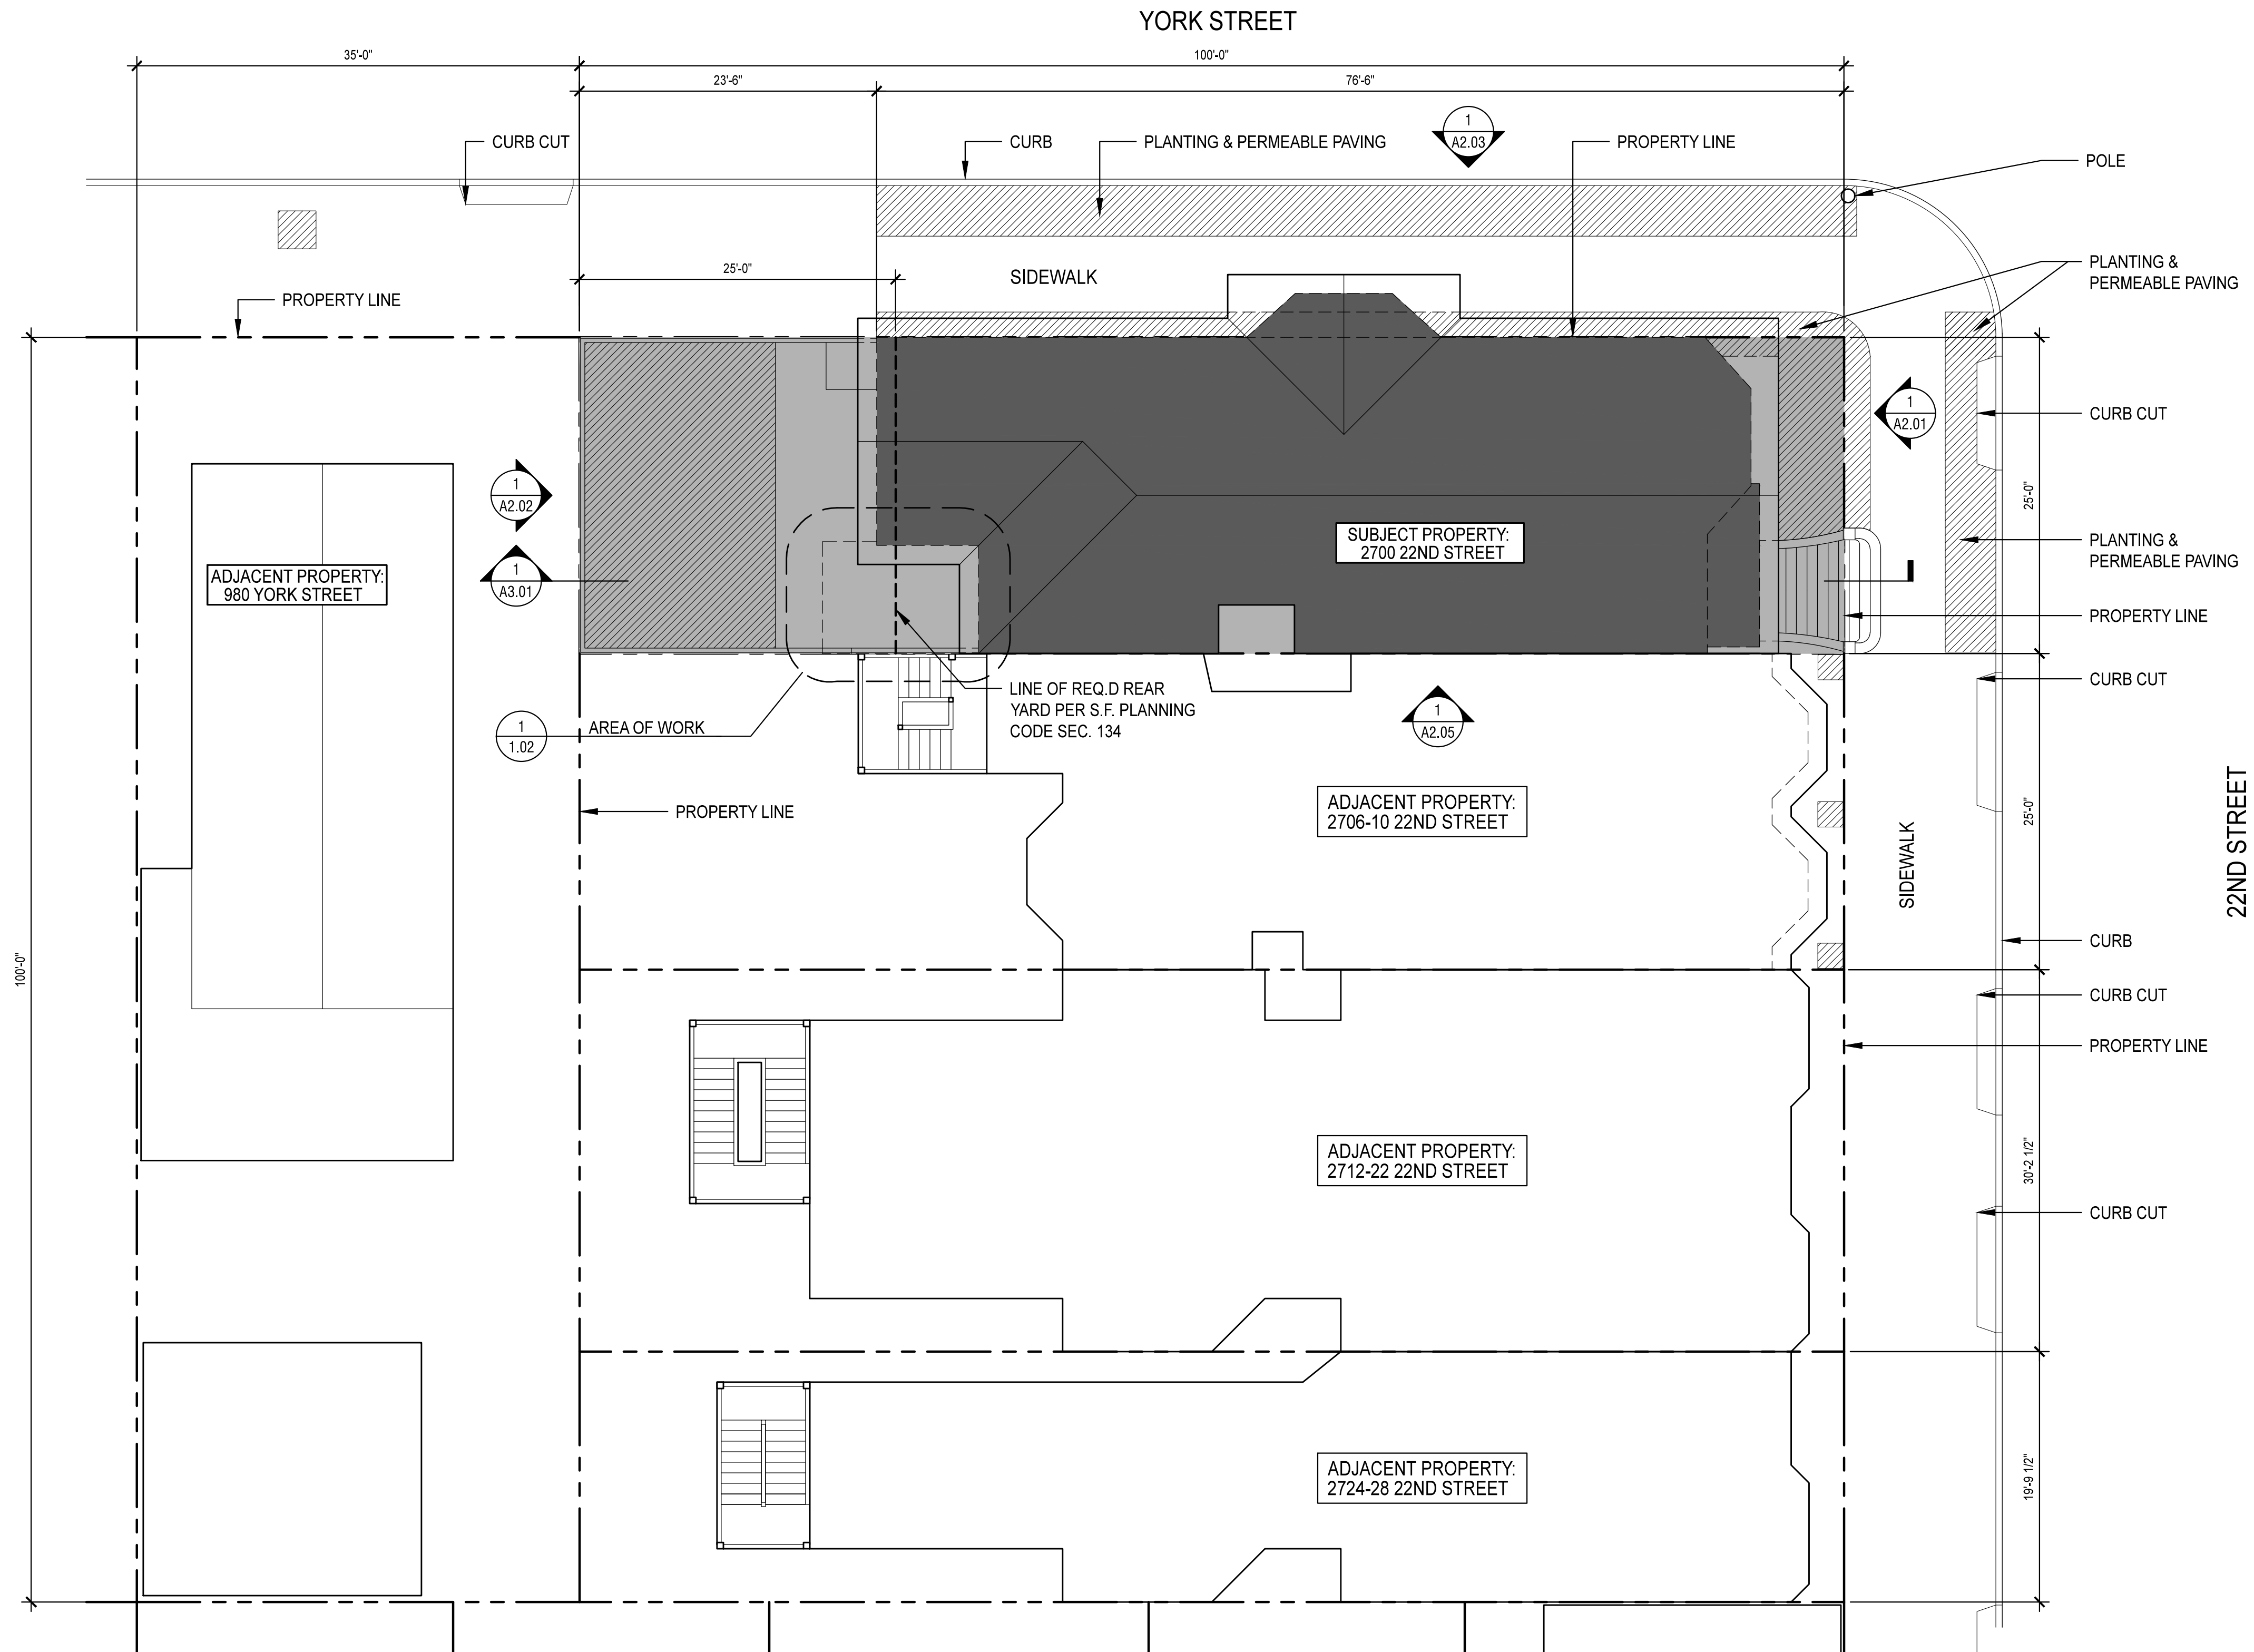 YORK STREET
35'-0"
100'-0"
23'-6"
76'-6"
CURB CUT
CURB
PLANTING & PERMEABLE PAVING
1
A2.03
PROPERTY LINE
POLE
25'-0"
SIDEWALK
PROPERTY LINE
PLANTING &
PERMEABLE PAVING
1
A2.01
CURB CUT
1
A2.02
25'-0"
SUBJECT PROPERTY:
2700 22ND STREET
PLANTING &
PERMEABLE PAVING
ADJACENT PROPERTY:
980 YORK STREET
1
A3.01
PROPERTY LINE
CURB CUT
LINE OF REQ.D REAR
YARD PER S.F. PLANNING
CODE SEC. 134
1
A2.05
1
1.02
AREA OF WORK
ADJACENT PROPERTY:
2706-10 22ND STREET
PROPERTY LINE
25'-0"
SIDEWALK
22ND STREET
CURB
100'-0"
CURB CUT
PROPERTY LINE
ADJACENT PROPERTY:
2712-22 22ND STREET
30'-2 1/2"
CURB CUT
ADJACENT PROPERTY:
2724-28 22ND STREET
19'-9 1/2"